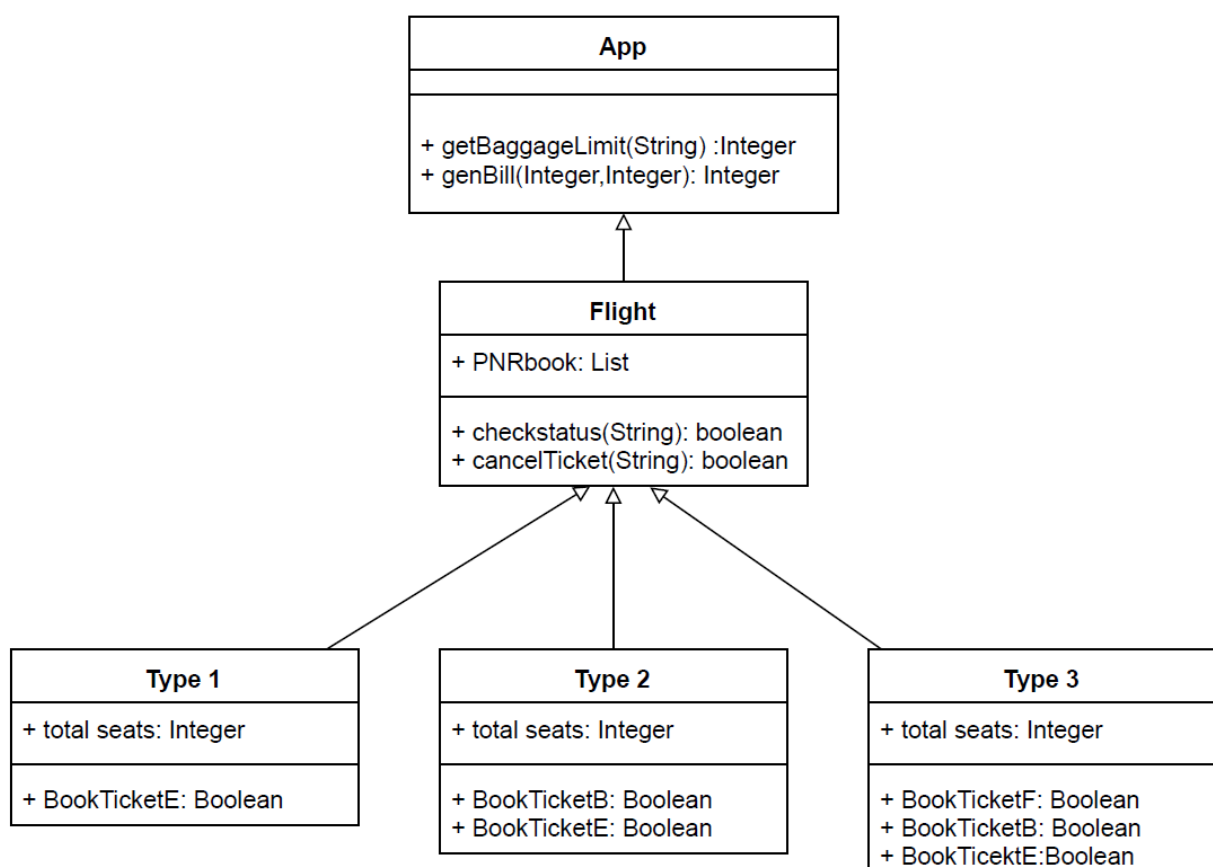 App
+ getBaggageLimit(String) :Integer
+ genBill(Integer,Integer): Integer
Flight
+ PNRbook: List
+ checkstatus(String): boolean
+ cancelTicket(String): boolean
Type 1
+ total seats: Integer
+ BookTicketE: Boolean
Type 2
+ total seats: Integer
+ BookTicketB: Boolean
+ BookTicketE: Boolean
Type 3
+ total seats: Integer
+ BookTicketF: Boolean
+ BookTicketB: Boolean
+ BookTicektE:Boolean